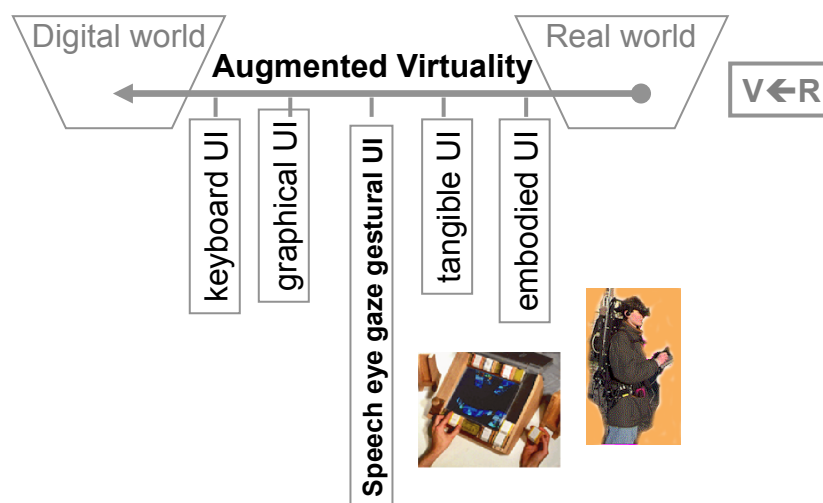 Digital world
Real world
Augmented Virtuality
V←R
keyboard UI
graphical UI
Speech eye gaze gestural UI
tangible UI
embodied UI